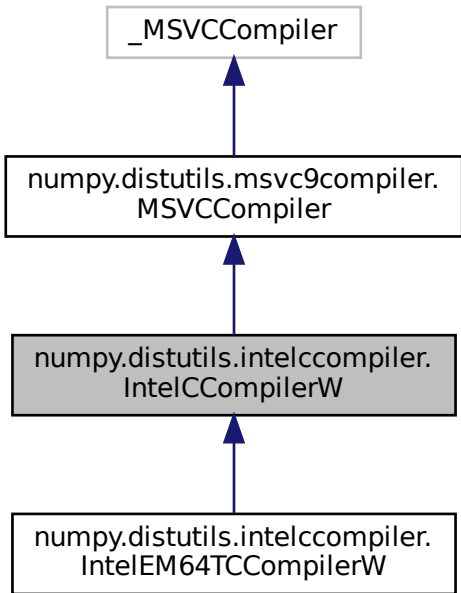 _MSVCCompiler
numpy.distutils.msvc9compiler.
MSVCCompiler
numpy.distutils.intelccompiler.
IntelCCompilerW
numpy.distutils.intelccompiler.
IntelEM64TCCompilerW